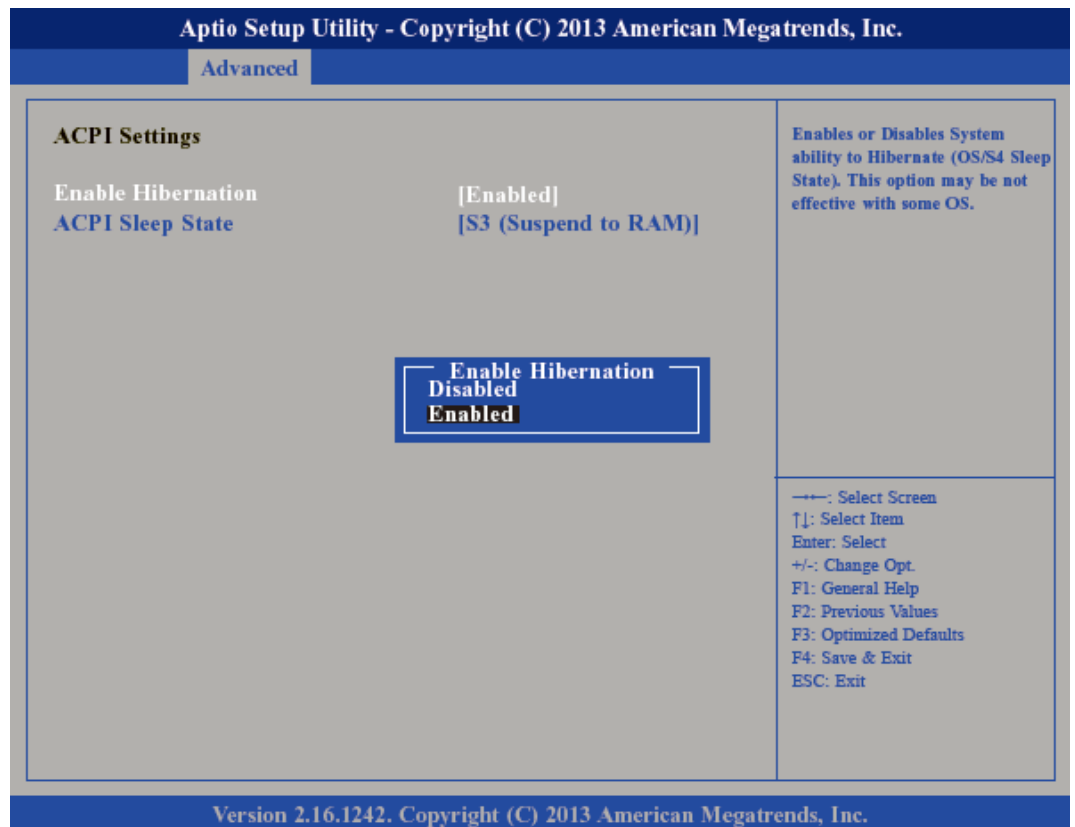 Aptio Setup Utility - Copyright (C) 2013 American Megatrends, Inc.
Advanced
ACPI Settings
Enable Hibernation [Enabled]
ACPI Sleep State [S3 (Suspend to RAM)]
Enable Hibernation
Disabled
Enabled
Enables or Disables System
ability to Hibernate (OS/S4 Sleep
State). This option may be not
effective with some OS.
→←: Select Screen
↑↓: Select Item
Enter: Select
+/-: Change Opt.
F1: General Help
F2: Previous Values
F3: Optimized Defaults
F4: Save & Exit
ESC: Exit
Version 2.16.1242. Copyright (C) 2013 American Megatrends, Inc.